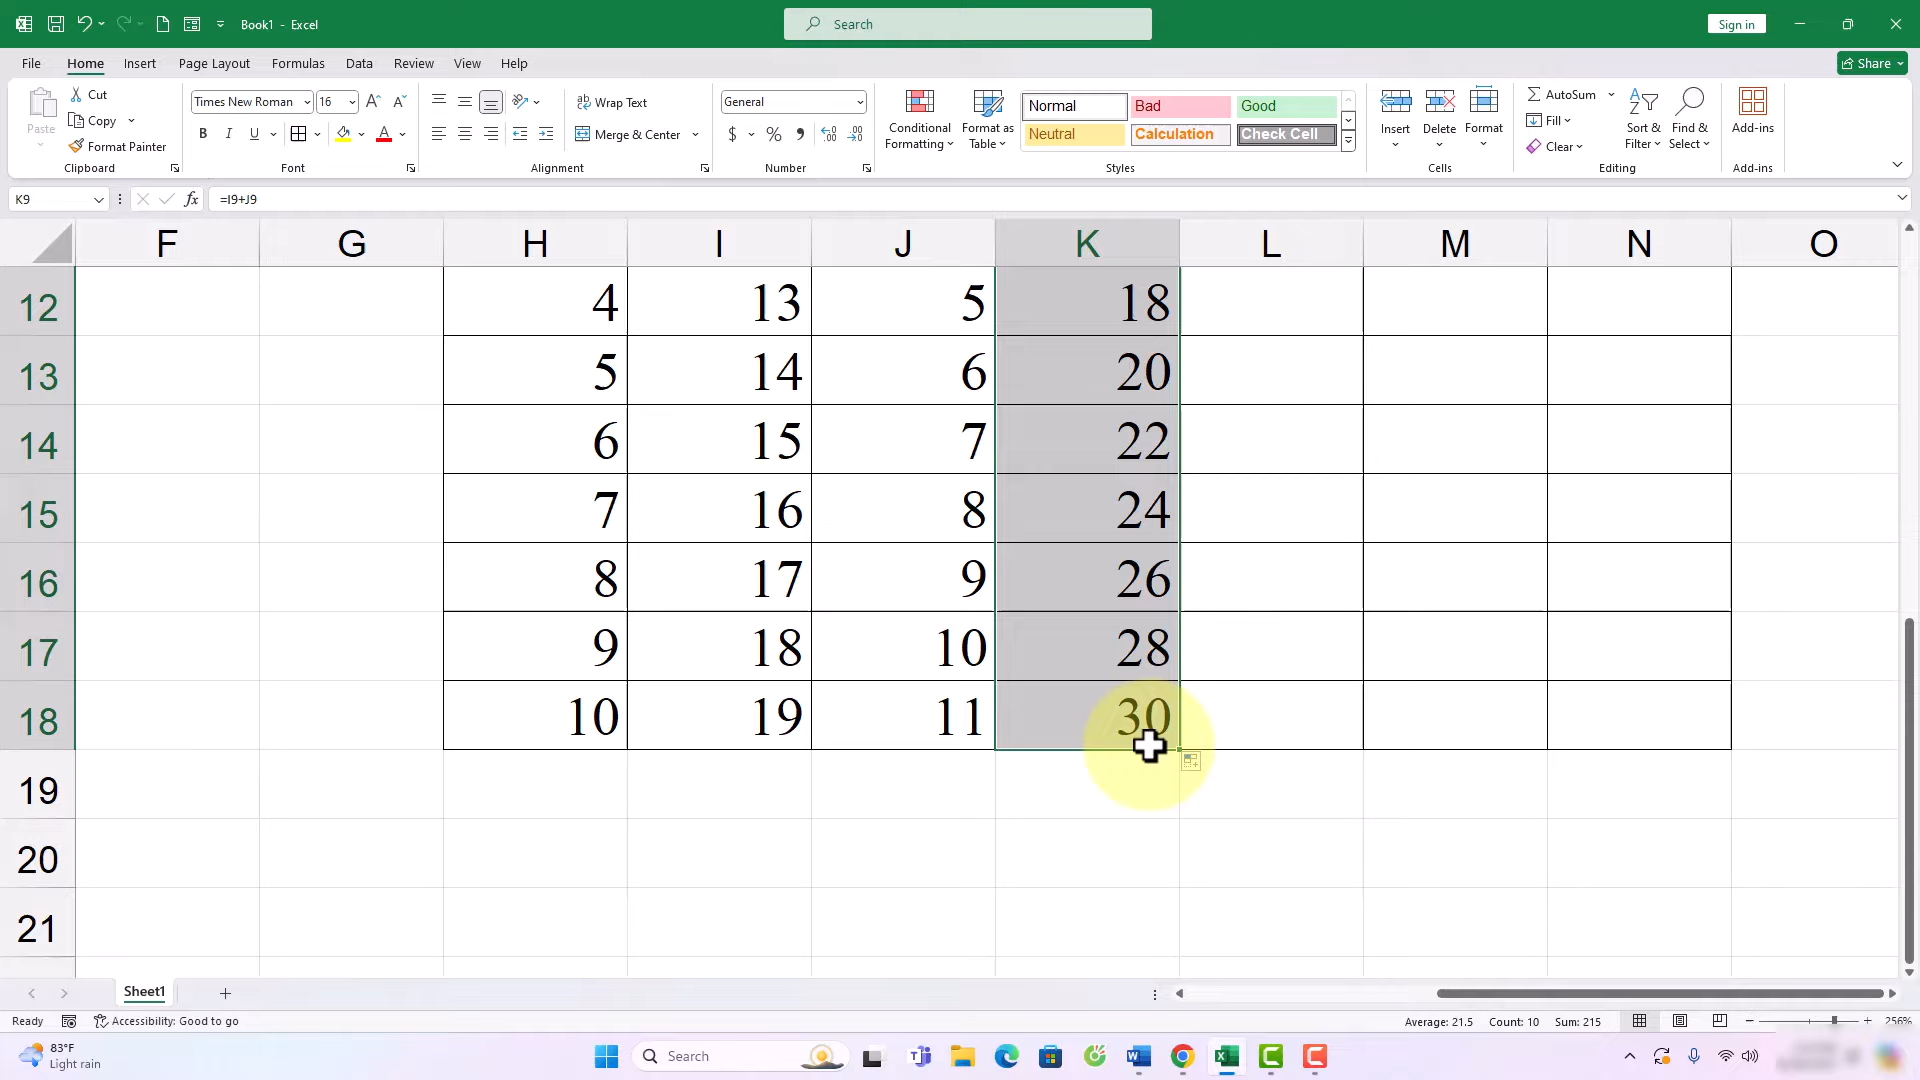 Book1 - Excel
Search
Sign in
File Home Insert Page Layout Formulas Data Review View Help
Share
Paste
Cut
Copy
Format Painter
Clipboard
Times New Roman 16
B I U A
Font
Wrap Text
Merge & Center
Alignment
General
$ % ,
Number
Conditional Formatting
Format as Table
Normal Bad Good
Neutral Calculation Check Cell
Styles
Insert Delete Format
Cells
AutoSum
Fill
Clear
Sort & Filter
Find & Select
Editing
Add-ins
Add-ins
K9 fx =I9+J9
F G H I J K L M N O
12 4 13 5 18
13 5 14 6 20
14 6 15 7 22
15 7 16 8 24
16 8 17 9 26
17 9 18 10 28
18 10 19 11 30
19
20
21
Sheet1
Ready Accessibility: Good to go Average: 21.5 Count: 10 Sum: 215 256%
83°F
Light rain
Search